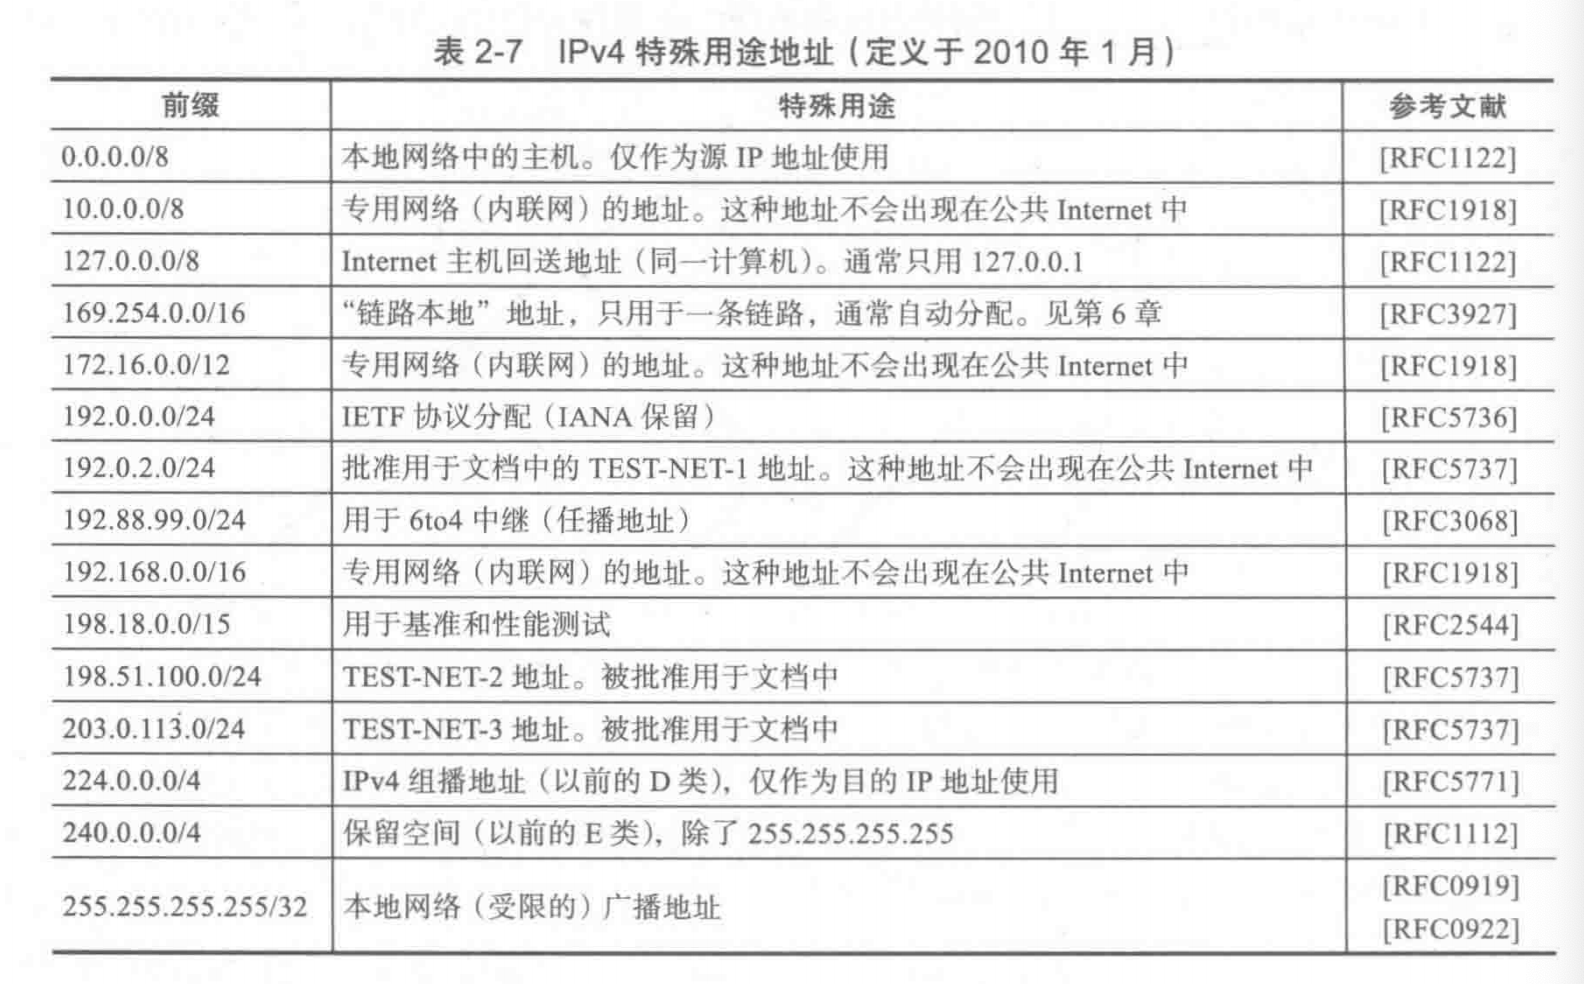 表 2-7 IPv4 特殊用途地址（定义于 2010 年 1 月）
前缀 特殊用途 参考文献
0.0.0.0/8 本地网络中的主机。仅作为源 IP 地址使用 [RFC1122]
10.0.0.0/8 专用网络（内联网）的地址。这种地址不会出现在公共 Internet 中 [RFC1918]
127.0.0.0/8 Internet 主机回送地址（同一计算机）。通常只用 127.0.0.1 [RFC1122]
169.254.0.0/16 “链路本地”地址，只用于一条链路，通常自动分配。见第 6 章 [RFC3927]
172.16.0.0/12 专用网络（内联网）的地址。这种地址不会出现在公共 Internet 中 [RFC1918]
192.0.0.0/24 IETF 协议分配（IANA 保留） [RFC5736]
192.0.2.0/24 批准用于文档中的 TEST-NET-1 地址。这种地址不会出现在公共 Internet 中 [RFC5737]
192.88.99.0/24 用于 6to4 中继（任播地址） [RFC3068]
192.168.0.0/16 专用网络（内联网）的地址。这种地址不会出现在公共 Internet 中 [RFC1918]
198.18.0.0/15 用于基准和性能测试 [RFC2544]
198.51.100.0/24 TEST-NET-2 地址。被批准用于文档中 [RFC5737]
203.0.113.0/24 TEST-NET-3 地址。被批准用于文档中 [RFC5737]
224.0.0.0/4 IPv4 组播地址（以前的 D 类），仅作为目的 IP 地址使用 [RFC5771]
240.0.0.0/4 保留空间（以前的 E 类），除了 255.255.255.255 [RFC1112]
255.255.255.255/32 本地网络（受限的）广播地址 [RFC0919]
[RFC0922]